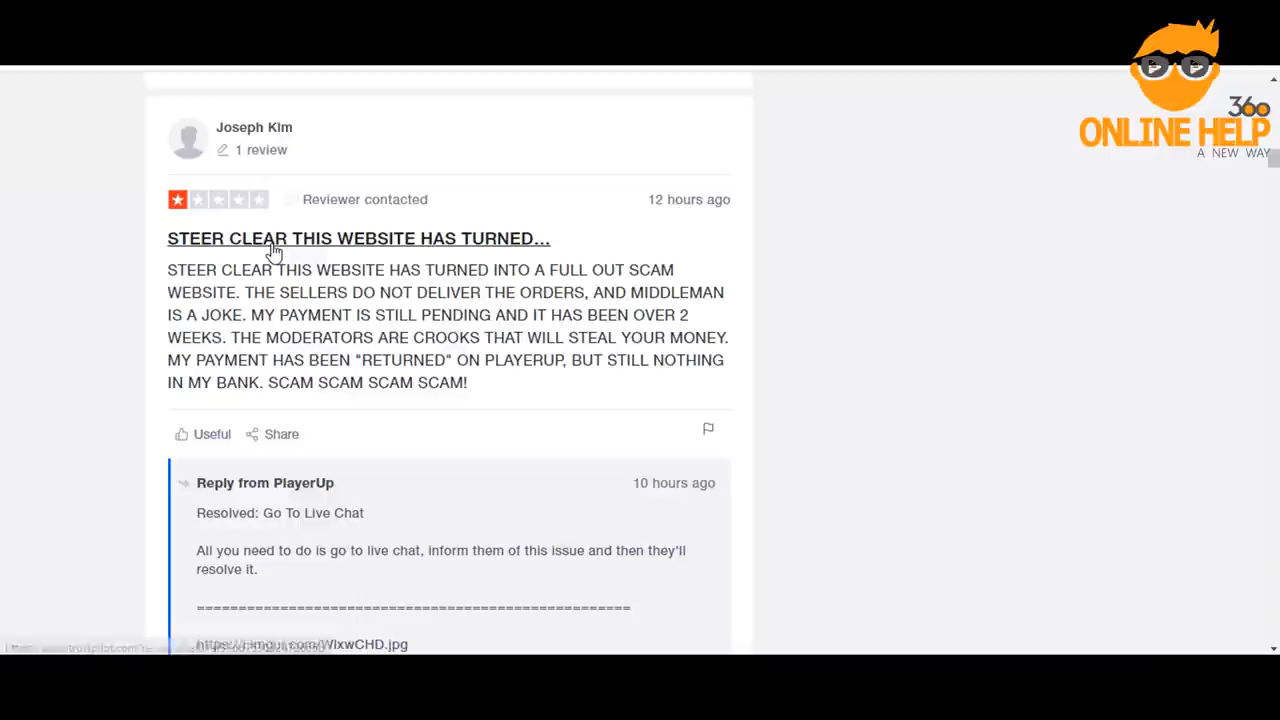 360
ONLINE HELP
A NEW WAY
Joseph Kim
1 review
Reviewer contacted
12 hours ago
STEER CLEAR THIS WEBSITE HAS TURNED...
STEER CLEAR THIS WEBSITE HAS TURNED INTO A FULL OUT SCAM
WEBSITE. THE SELLERS DO NOT DELIVER THE ORDERS, AND MIDDLEMAN
IS A JOKE. MY PAYMENT IS STILL PENDING AND IT HAS BEEN OVER 2
WEEKS. THE MODERATORS ARE CROOKS THAT WILL STEAL YOUR MONEY.
MY PAYMENT HAS BEEN "RETURNED" ON PLAYERUP, BUT STILL NOTHING
IN MY BANK. SCAM SCAM SCAM SCAM!
Useful
Share
Reply from PlayerUp
10 hours ago
Resolved: Go To Live Chat
All you need to do is go to live chat, inform them of this issue and then they'll
resolve it.
====================================================